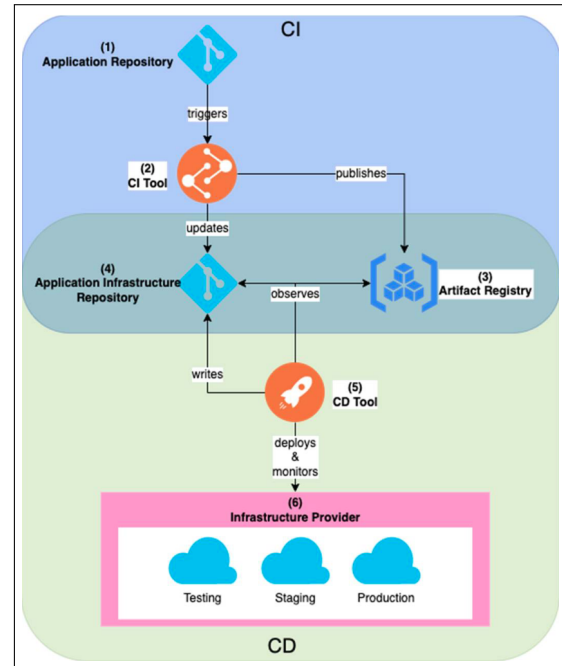 CI
(1)
Application Repository
triggers
(2)
CI Tool
publishes
updates
(4)
Application Infrastructure
Repository
observes
(3)
Artifact Registry
writes
(5)
CD Tool
deploys
&
monitors
(6)
Infrastructure Provider
Testing
Staging
Production
CD